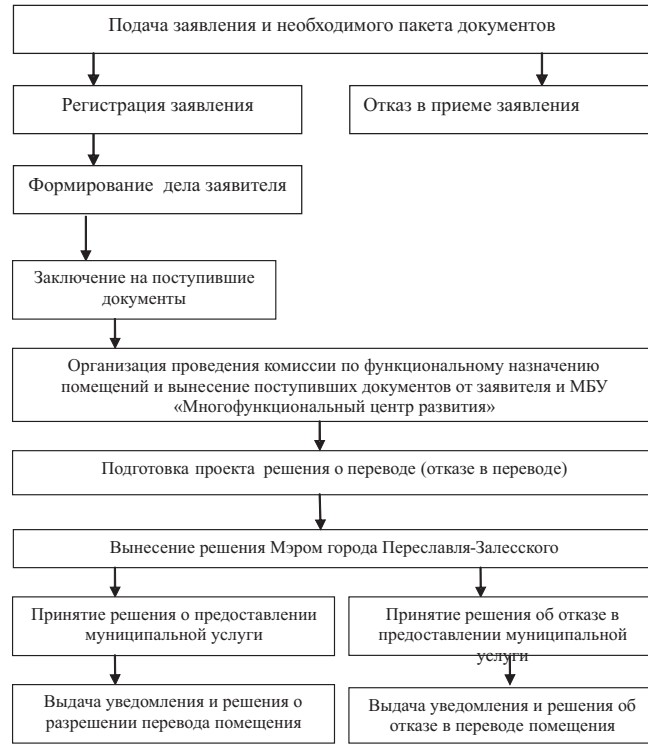 Подача заявления и необходимого пакета документов
Регистрация заявления
Отказ в приеме заявления
Формирование дела заявителя
Заключение на поступившие
документы
Организация проведения комиссии по функциональному назначению
помещений и вынесение поступивших документов от заявителя и МБУ
«Многофункциональный центр развития»
Подготовка проекта решения о переводе (отказе в переводе)
Вынесение решения Мэром города Переславля-Залесского
Принятие решения о предоставлении
муниципальной услуги
Принятие решения об отказе в
предоставлении муниципальной
услуги
Выдача уведомления и решения о
разрешении перевода помещения
Выдача уведомления и решения об
отказе в переводе помещения